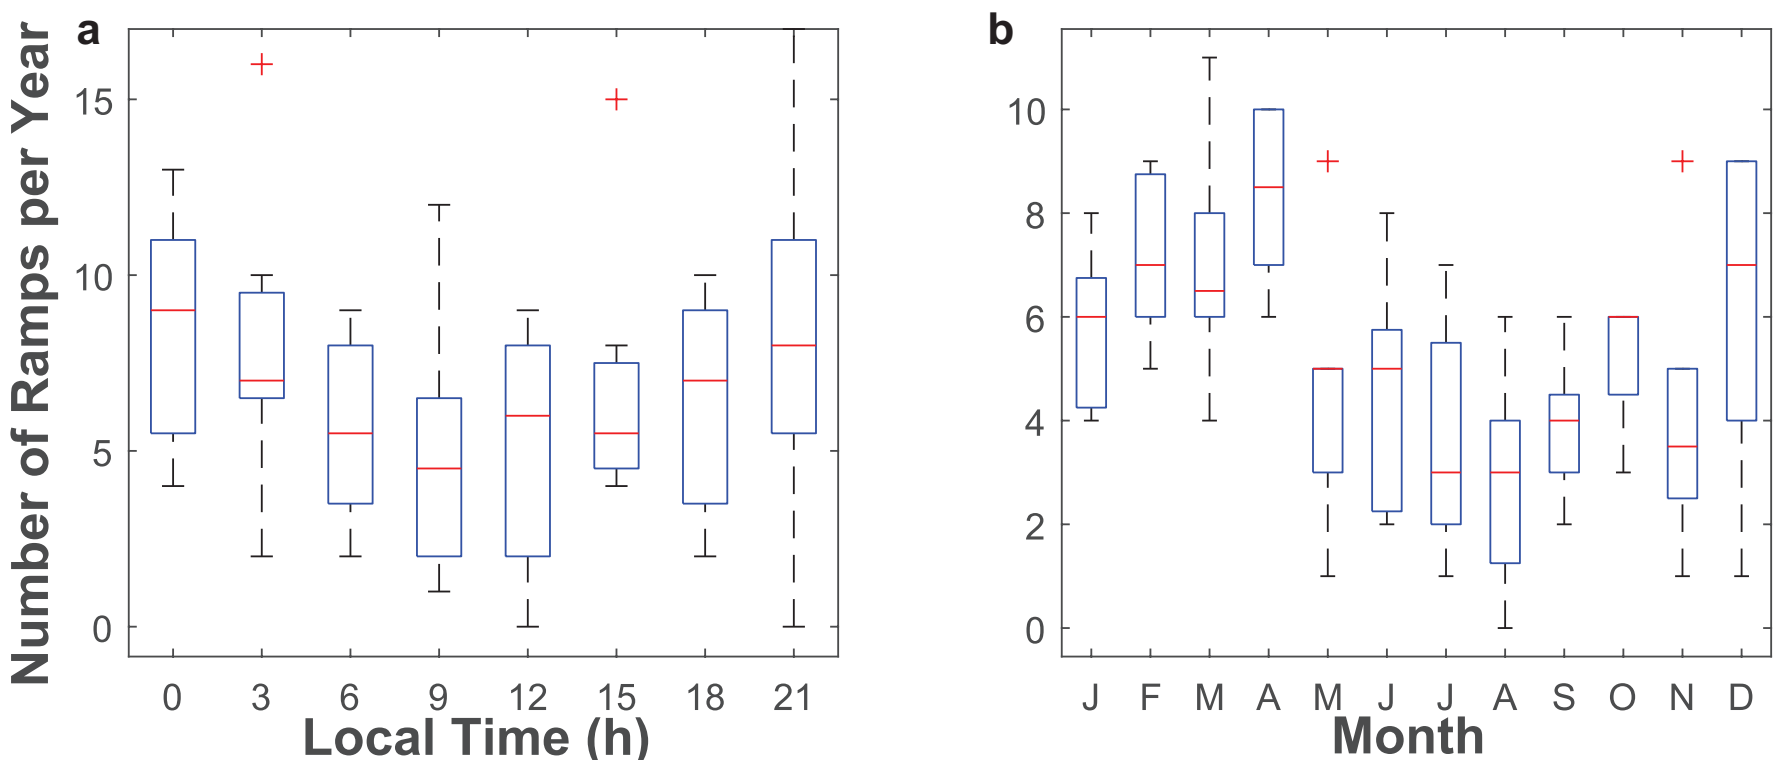 a
Number of Ramps per Year
15
10
5
0
0 3 6 9 12 15 18 21
Local Time (h)
b
10
8
6
4
2
0
J F M A M J J A S O N D
Month